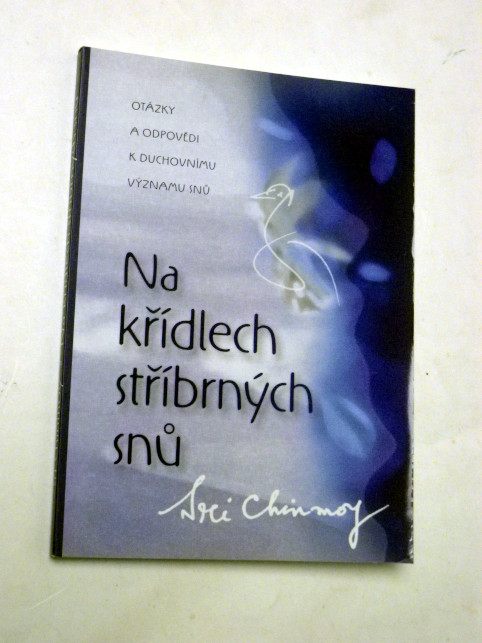 OTÁZKY
A ODPOVĚDI
K DUCHOVNÍMU
VÝZNAMU SNŮ
Na
křídlech
stříbrných
snů
Sri Chinmoy